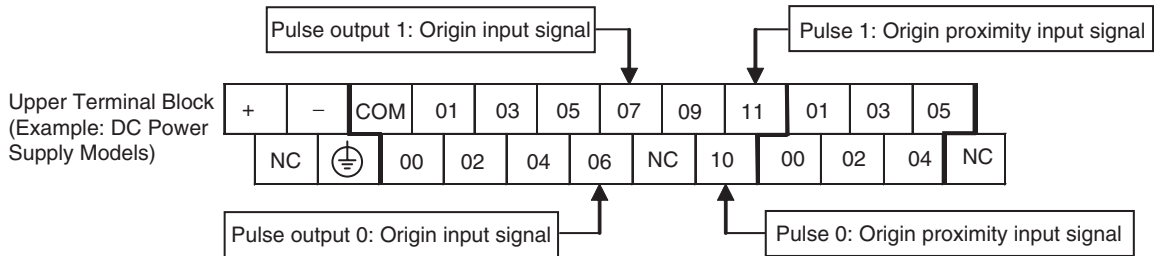 Pulse output 1: Origin input signal
Pulse 1: Origin proximity input signal
Upper Terminal Block
(Example: DC Power
Supply Models)
+ − COM 01 03 05 07 09 11 01 03 05
NC 00 02 04 06 NC 10 00 02 04 NC
Pulse output 0: Origin input signal
Pulse 0: Origin proximity input signal